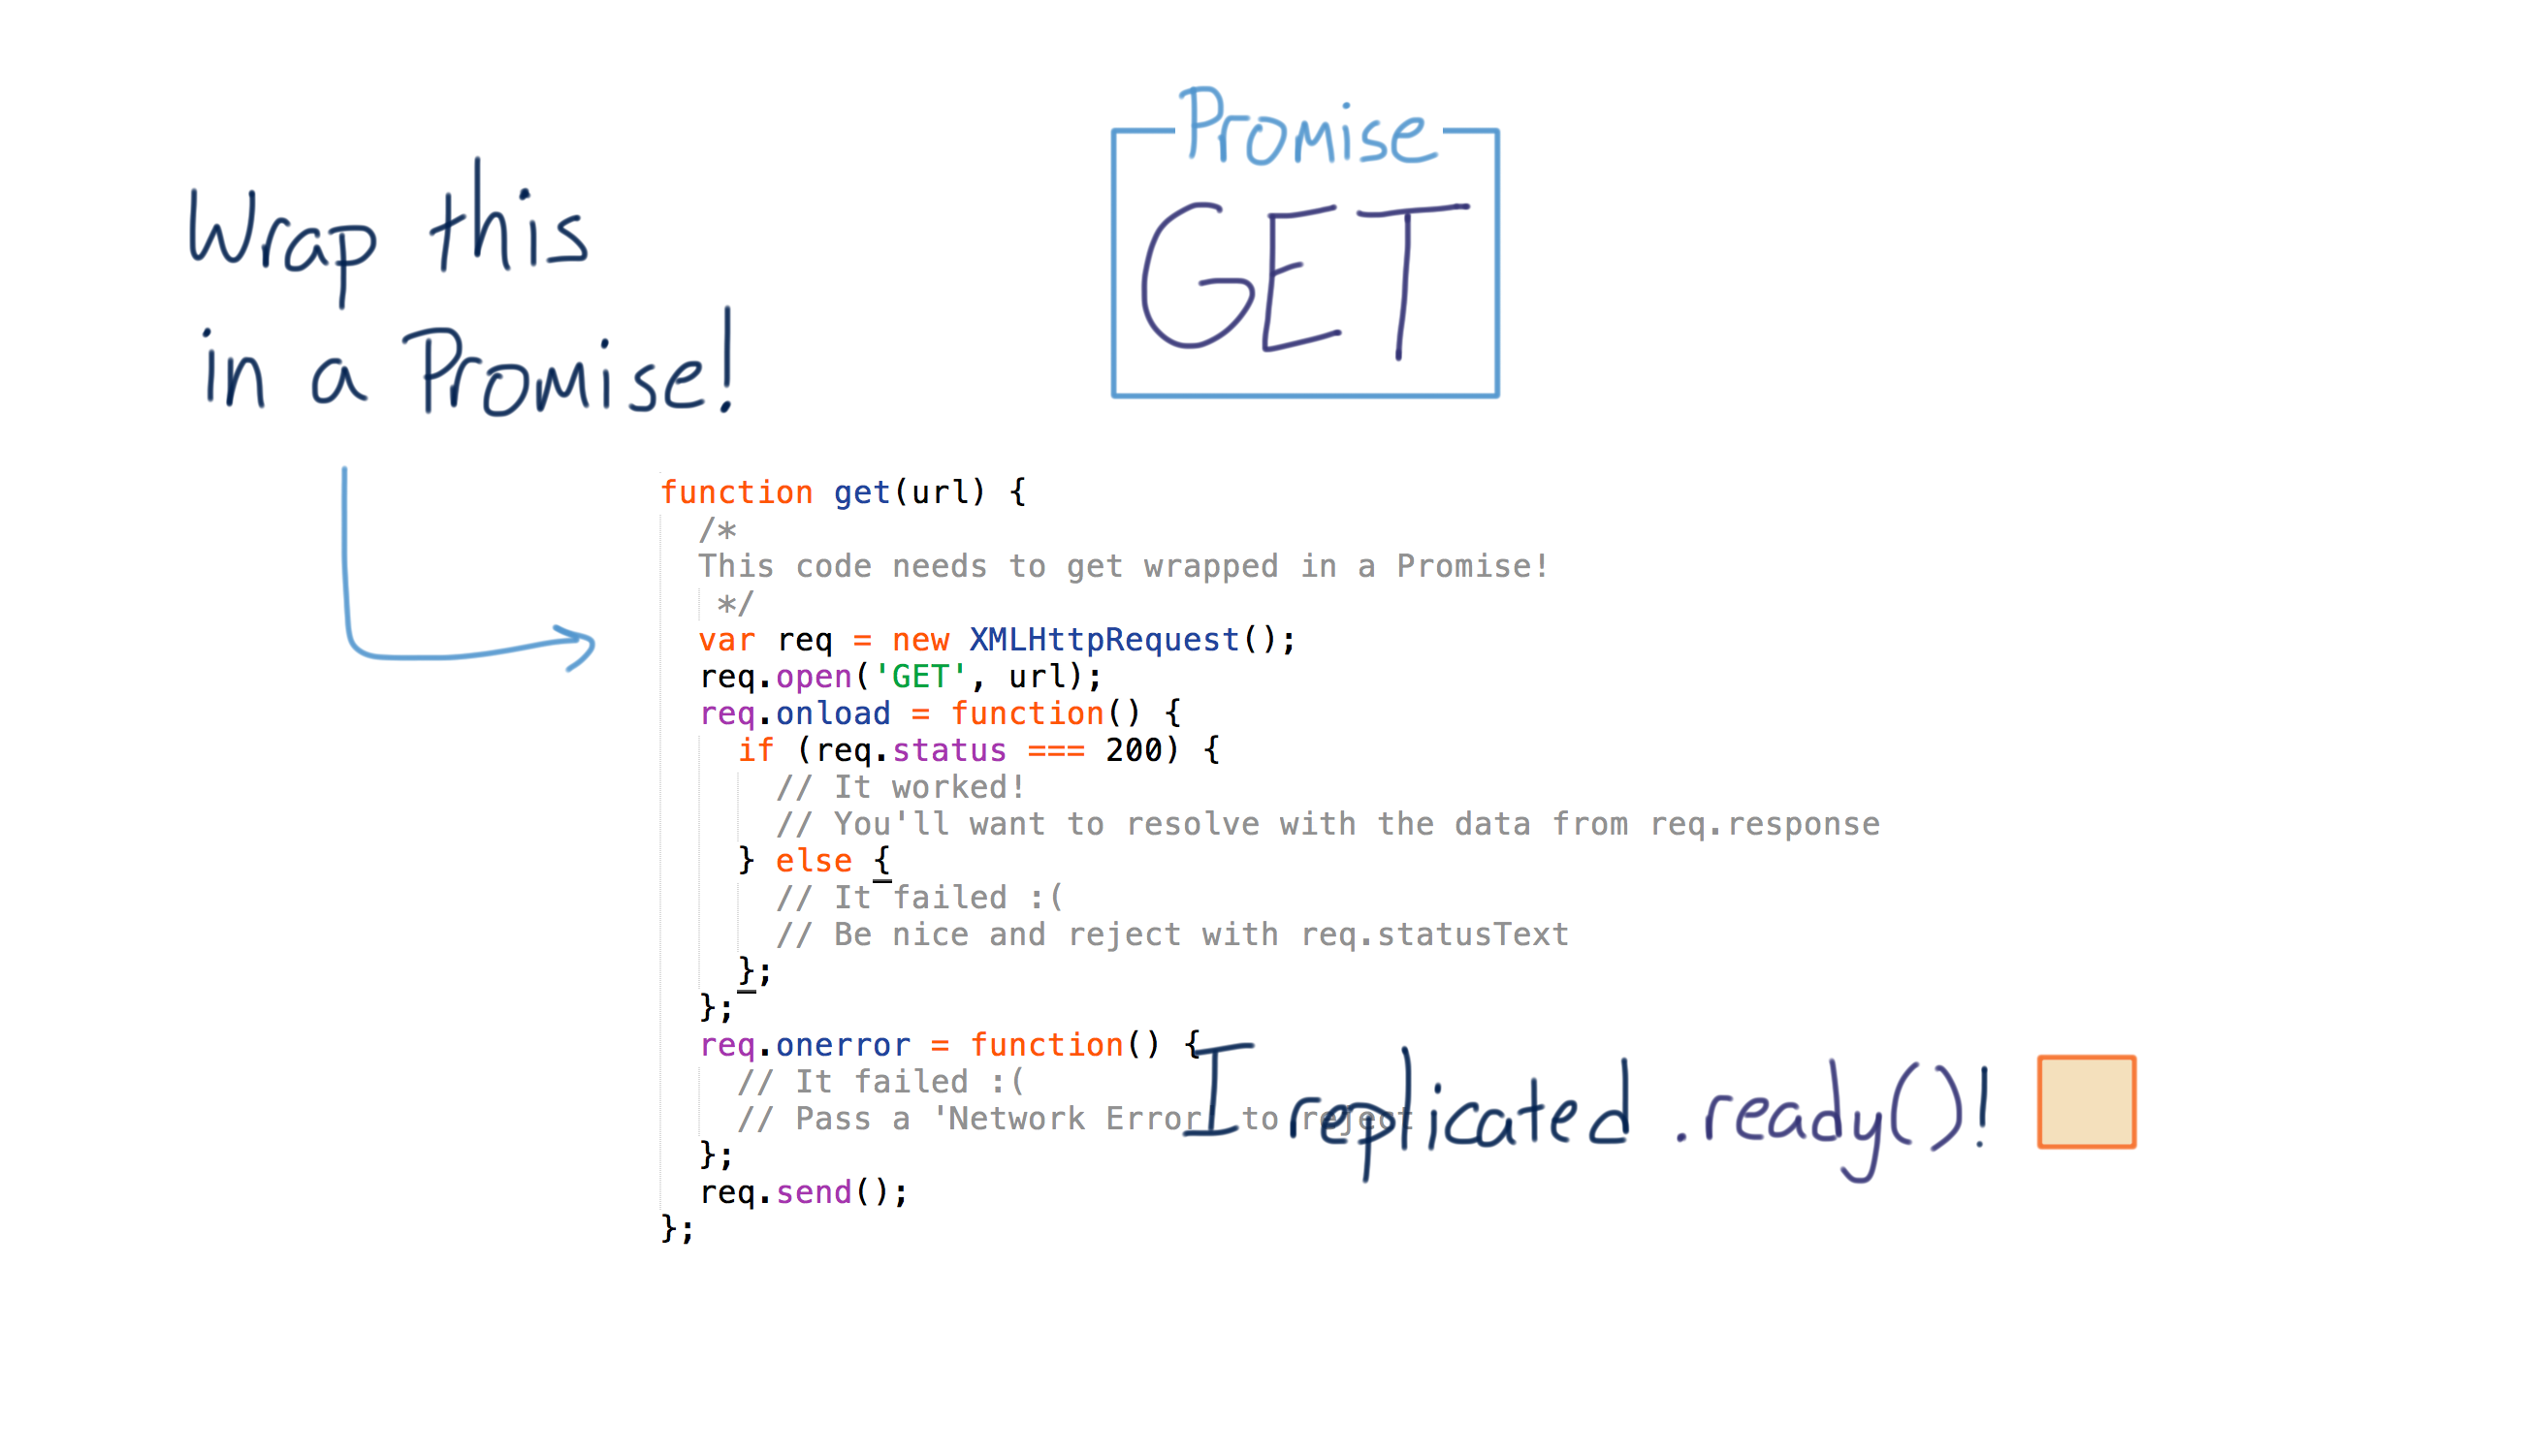 Wrap this
in a Promise!
Promise
GET
function get(url) {
  /*
  This code needs to get wrapped in a Promise!
   */
  var req = new XMLHttpRequest();
  req.open('GET', url);
  req.onload = function() {
    if (req.status === 200) {
      // It worked!
      // You'll want to resolve with the data from req.response
    } else {
      // It failed :(
      // Be nice and reject with req.statusText
    };
  };
  req.onerror = function() {
    // It failed :(
    // Pass a 'Network Error' to reject
  };
  req.send();
};
I replicated .ready()!